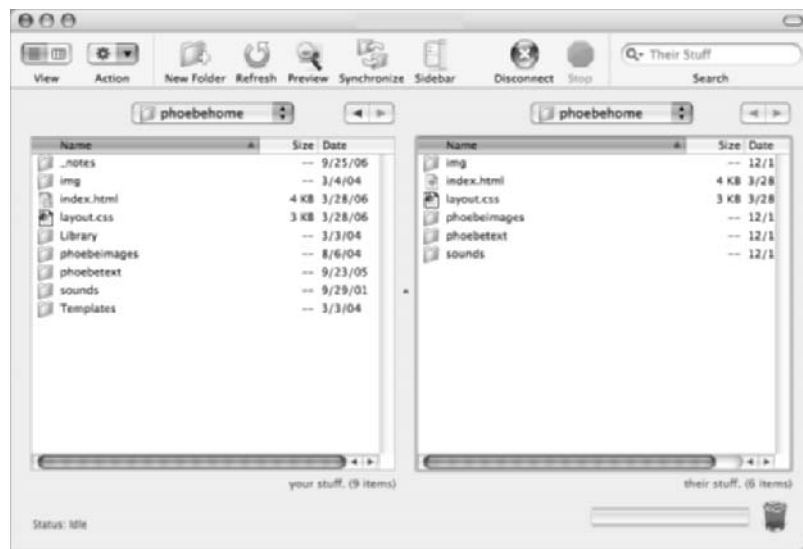 Their Stuff
View Action New Folder Refresh Preview Synchronize Sidebar Disconnect Stop Search
phoebehome
Name Size Date
_notes -- 9/25/06
img -- 3/4/04
index.html 4 KB 3/28/06
layout.css 3 KB 3/28/06
Library -- 3/3/04
phoebeimages -- 8/6/04
phoebetext -- 9/23/05
sounds -- 9/29/01
Templates -- 3/3/04
your stuff. (9 items)
phoebehome
Name Size Date
img -- 12/1
index.html 4 KB 3/28
layout.css 3 KB 3/28
phoebeimages -- 12/1
phoebetext -- 12/1
sounds -- 12/1
their stuff. (6 items)
Status: Idle